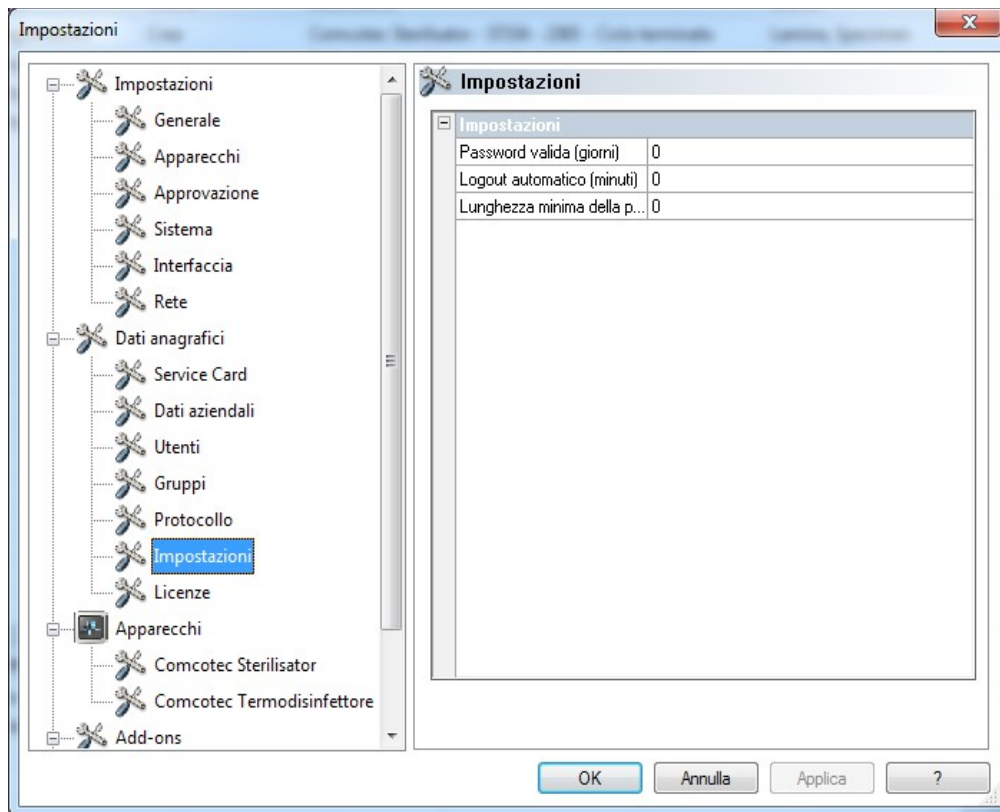 Impostazioni
Impostazioni
Generale
Apparecchi
Approvazione
Sistema
Interfaccia
Rete
Dati anagrafici
Service Card
Dati aziendali
Utenti
Gruppi
Protocollo
Impostazioni
Licenze
Apparecchi
Comcotec Sterilisator
Comcotec Termodisinfettore
Add-ons
Impostazioni
Impostazioni
Password valida (giorni) 0
Logout automatico (minuti) 0
Lunghezza minima della p... 0
OK Annulla Applica ?